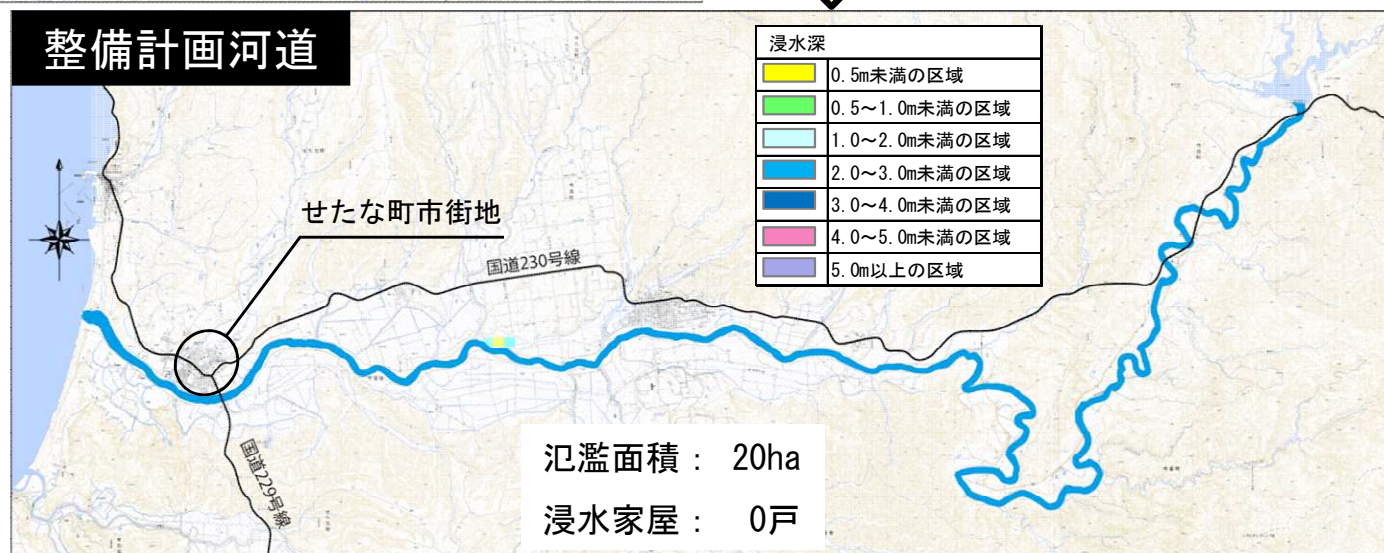 整備計画河道
浸水深
0.5m未満の区域
0.5～1.0m未満の区域
1.0～2.0m未満の区域
2.0～3.0m未満の区域
3.0～4.0m未満の区域
4.0～5.0m未満の区域
5.0m以上の区域
せたな町市街地
国道230号線
国道229号線
氾濫面積： 20ha
浸水家屋： 0戸